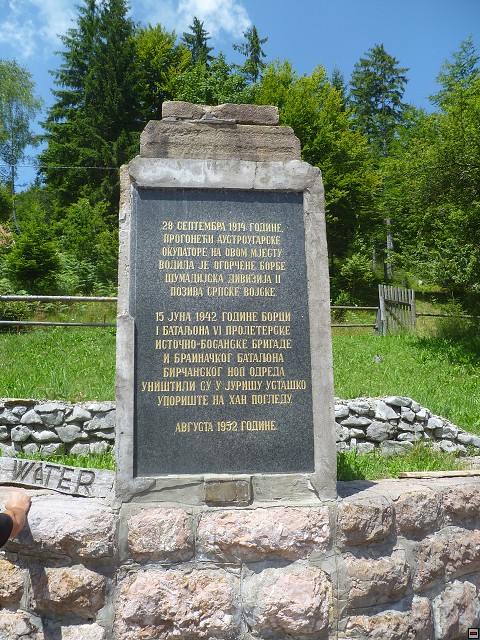 28 СЕПТЕМБРА 1914 ГОДИНЕ.
ПРОГОНЕЋИ АУСТРОУГАРСКЕ
ОКУПАТОРЕ НА ОВОМ МЈЕСТУ
ВОДИЛА ЈЕ ОГОРЧЕНЕ БОРБЕ
ШУМАДИЈСКА ДИВИЗИЈА II
ПОЗИВА СРПСКЕ ВОЈСКЕ.
15 ЈУНА 1942 ГОДИНЕ БОРЦИ
I БАТАЉОНА VI ПРОЛЕТЕРСКЕ
ИСТОЧНО-БОСАНСКЕ БРИГАДЕ
И БРАИНАЧКОГ БАТАЉОНА
БИРЧАНСКОГ НОП ОДРЕДА
УНИШТИЛИ СУ У ЈУРИШУ УСТАШКО
УПОРИШТЕ НА ХАН ПОГЛЕДУ.
АВГУСТА 1952 ГОДИНЕ.
WATER